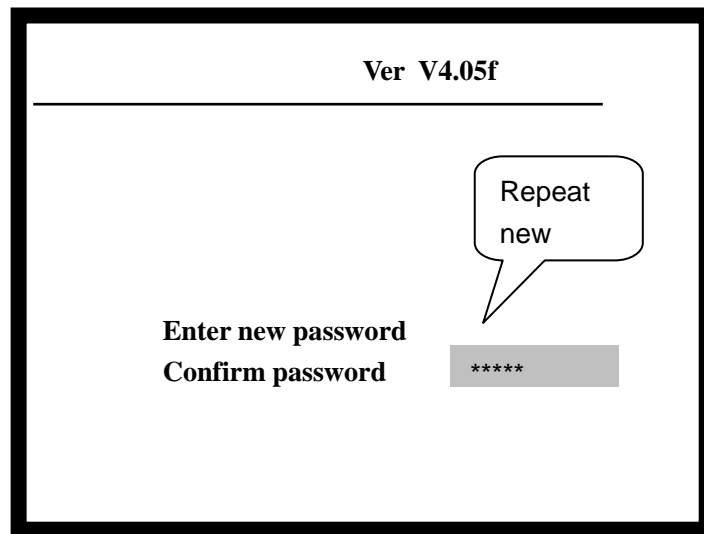 Ver V4.05f
Repeat
new
Enter new password
Confirm password *****